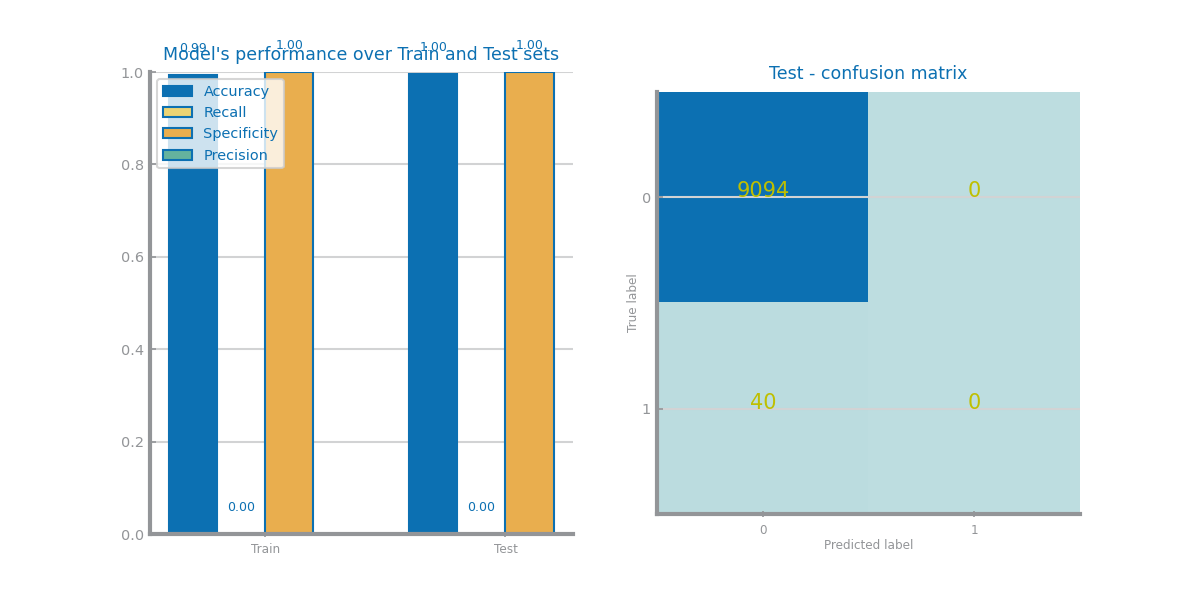 Model's performance over Train and Test sets
0.99
1.00
1.00
1.00
1.0
0.8
0.6
0.4
0.2
0.0
Accuracy
Recall
Specificity
Precision
0.00
0.00
Train
Test
Test - confusion matrix
True label
0
1
9094
0
40
0
0
1
Predicted label